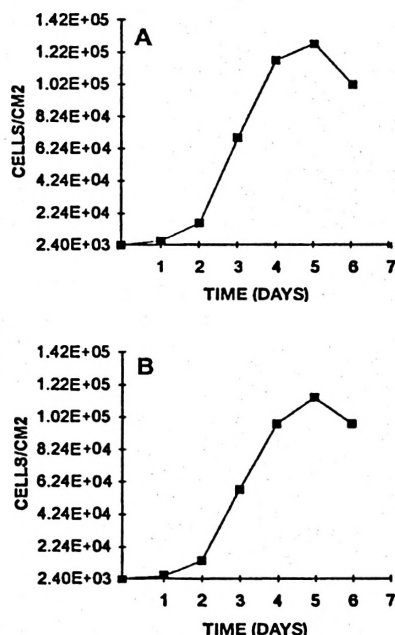 A
1.42E+05
1.22E+05
1.02E+05
8.24E+04
6.24E+04
4.24E+04
2.24E+04
2.40E+03
CELLS/CM2
1 2 3 4 5 6 7
TIME (DAYS)
B
1.42E+05
1.22E+05
1.02E+05
8.24E+04
6.24E+04
4.24E+04
2.24E+04
2.40E+03
CELLS/CM2
1 2 3 4 5 6 7
TIME (DAYS)